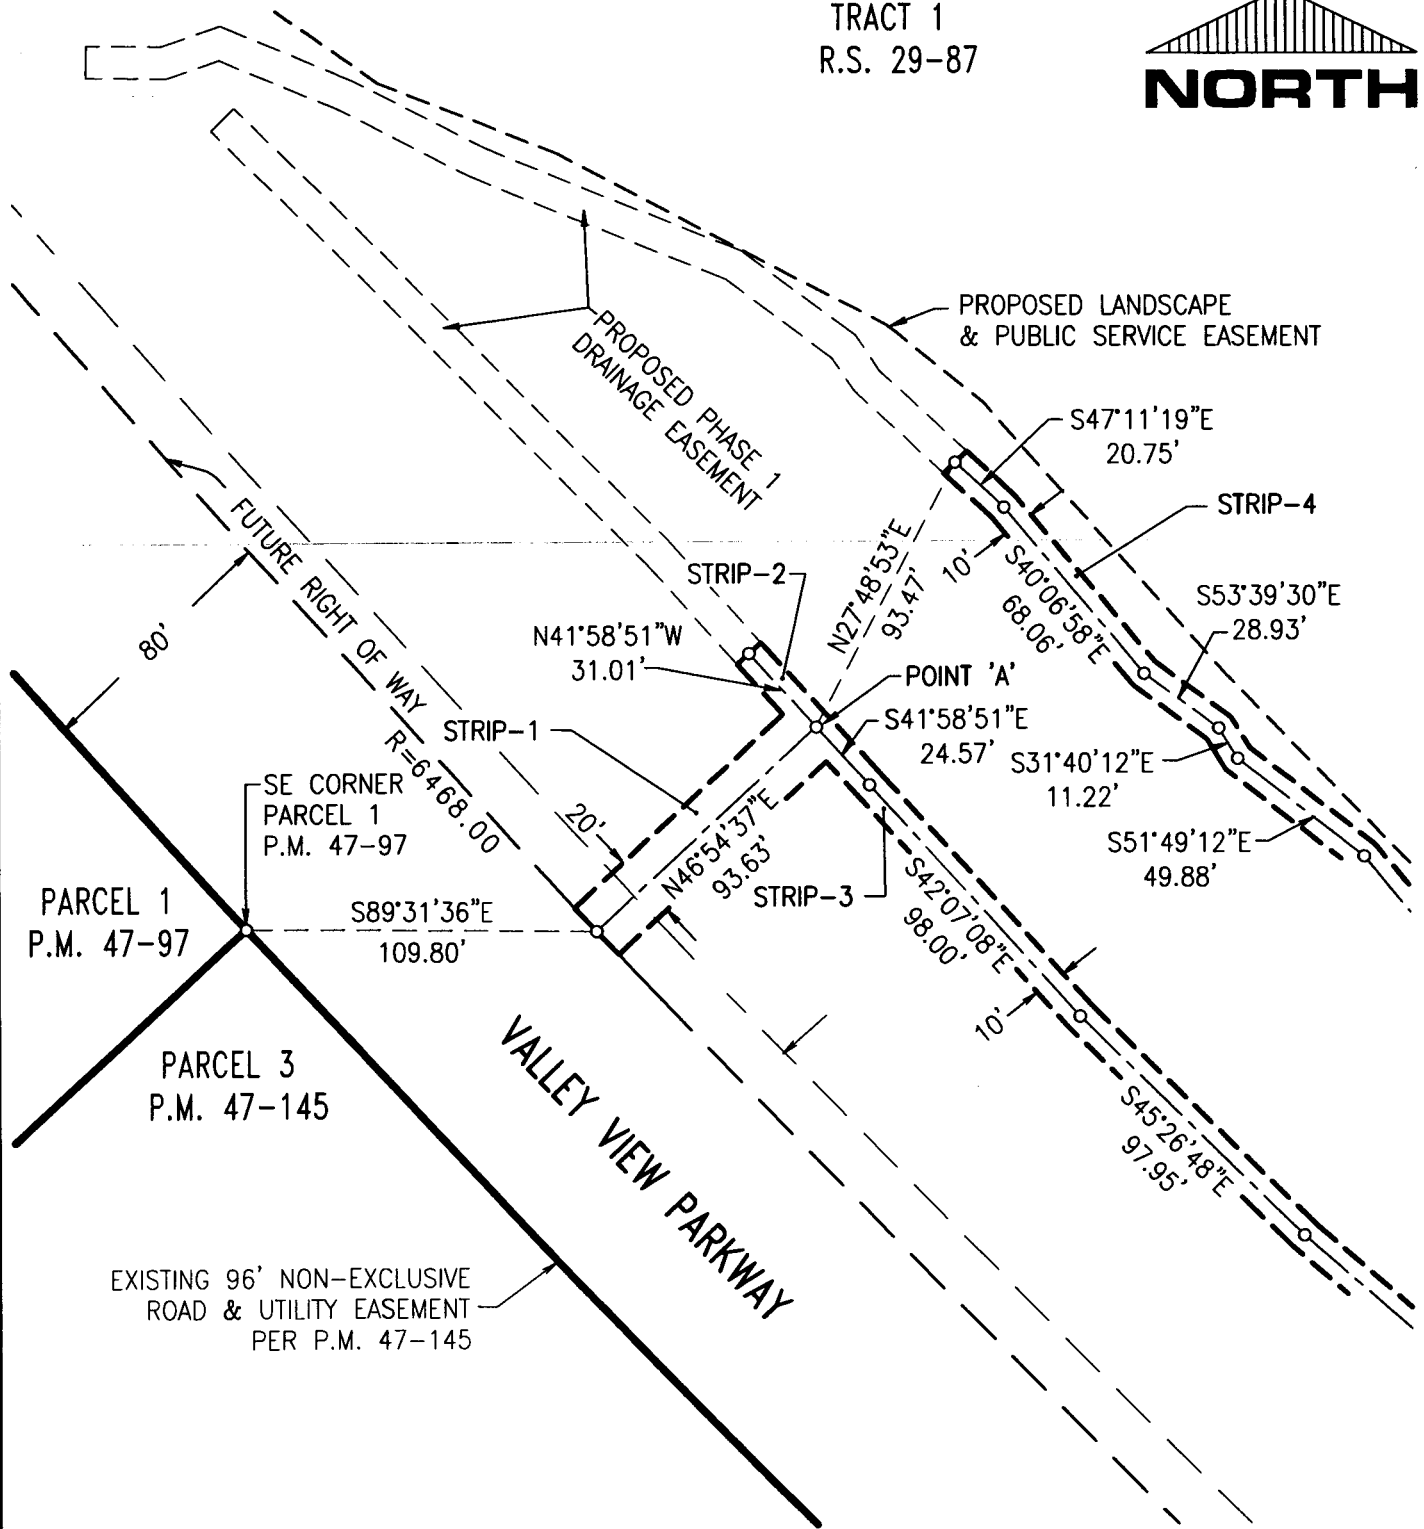 TRACT 1
R.S. 29-87
NORTH
PROPOSED LANDSCAPE
& PUBLIC SERVICE EASEMENT
PROPOSED PHASE 1
DRAINAGE EASEMENT
S47°11'19"E
20.75'
STRIP-4
FUTURE RIGHT OF WAY
R=6468.00
80'
STRIP-2
N27°48'53"E
93.47'
10'
S40°06'58"E
68.06'
S53°39'30"E
28.93'
N41°58'51"W
31.01'
POINT 'A'
STRIP-1
S41°58'51"E
24.57'
S31°40'12"E
11.22'
SE CORNER
PARCEL 1
P.M. 47-97
20'
N46°54'37"E
93.63'
STRIP-3
S51°49'12"E
49.88'
S42°07'08"E
98.00'
PARCEL 1
P.M. 47-97
S89°31'36"E
109.80'
10'
PARCEL 3
P.M. 47-145
VALLEY VIEW PARKWAY
S45°26'48"E
97.95'
EXISTING 96' NON-EXCLUSIVE
ROAD & UTILITY EASEMENT
PER P.M. 47-145